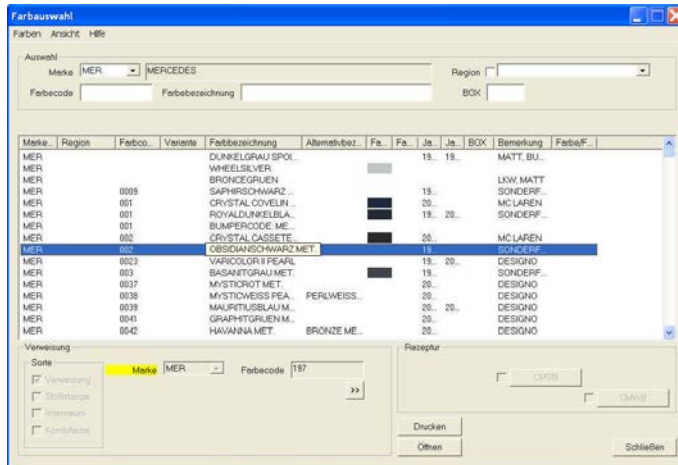 Farbauswahl
Farben Ansicht Hilfe
Auswahl
Marke MER MERCEDES Region
Farbecode Farbebezeichnung BOX
Marke... Region Farbco... Variante Farbbezeichnung Alternativbez... Fa... Fa... Ja... Ja... BOX Bemerkung Farbe/F...
MER DUNKELGRAU SPOI... 19... 19... MATT, BU...
MER WHEELSILVER
MER BRONCEGRUEN LKW, MATT
MER 0009 SAPHIRSCHWARZ ... 19... SONDERF...
MER 001 CRYSTAL COVELIN ... 20... MC LAREN
MER 001 ROYALDUNKELBLA... 19... 20... SONDERF...
MER 001 BUMPERCODE: ME...
MER 002 CRYSTAL CASSETE... 20... MC LAREN
MER 002 OBSIDIANSCHWARZ MET. 19... SONDERF...
MER 0023 VARICOLOR II PEARL 19... 20... DESIGNO
MER 003 BASANITGRAU MET. 19... SONDERF...
MER 0037 MYSTICROT MET. 20... DESIGNO
MER 0038 MYSTICWEISS PEA... PERLWEISS... 20... DESIGNO
MER 0039 MAURITIUSBLAU M... 20... 20... DESIGNO
MER 0041 GRAPHITGRUEN M... 20... DESIGNO
MER 0042 HAVANNA MET. BRONZE ME... 20... DESIGNO
Verweisung Rezeptur
Sorte
Marke MER Farbecode 197
Verweisung CMSB
Stoßstange >> CMWB
Innenraum
Kombifarbe
Drucken
Öffnen Schließen